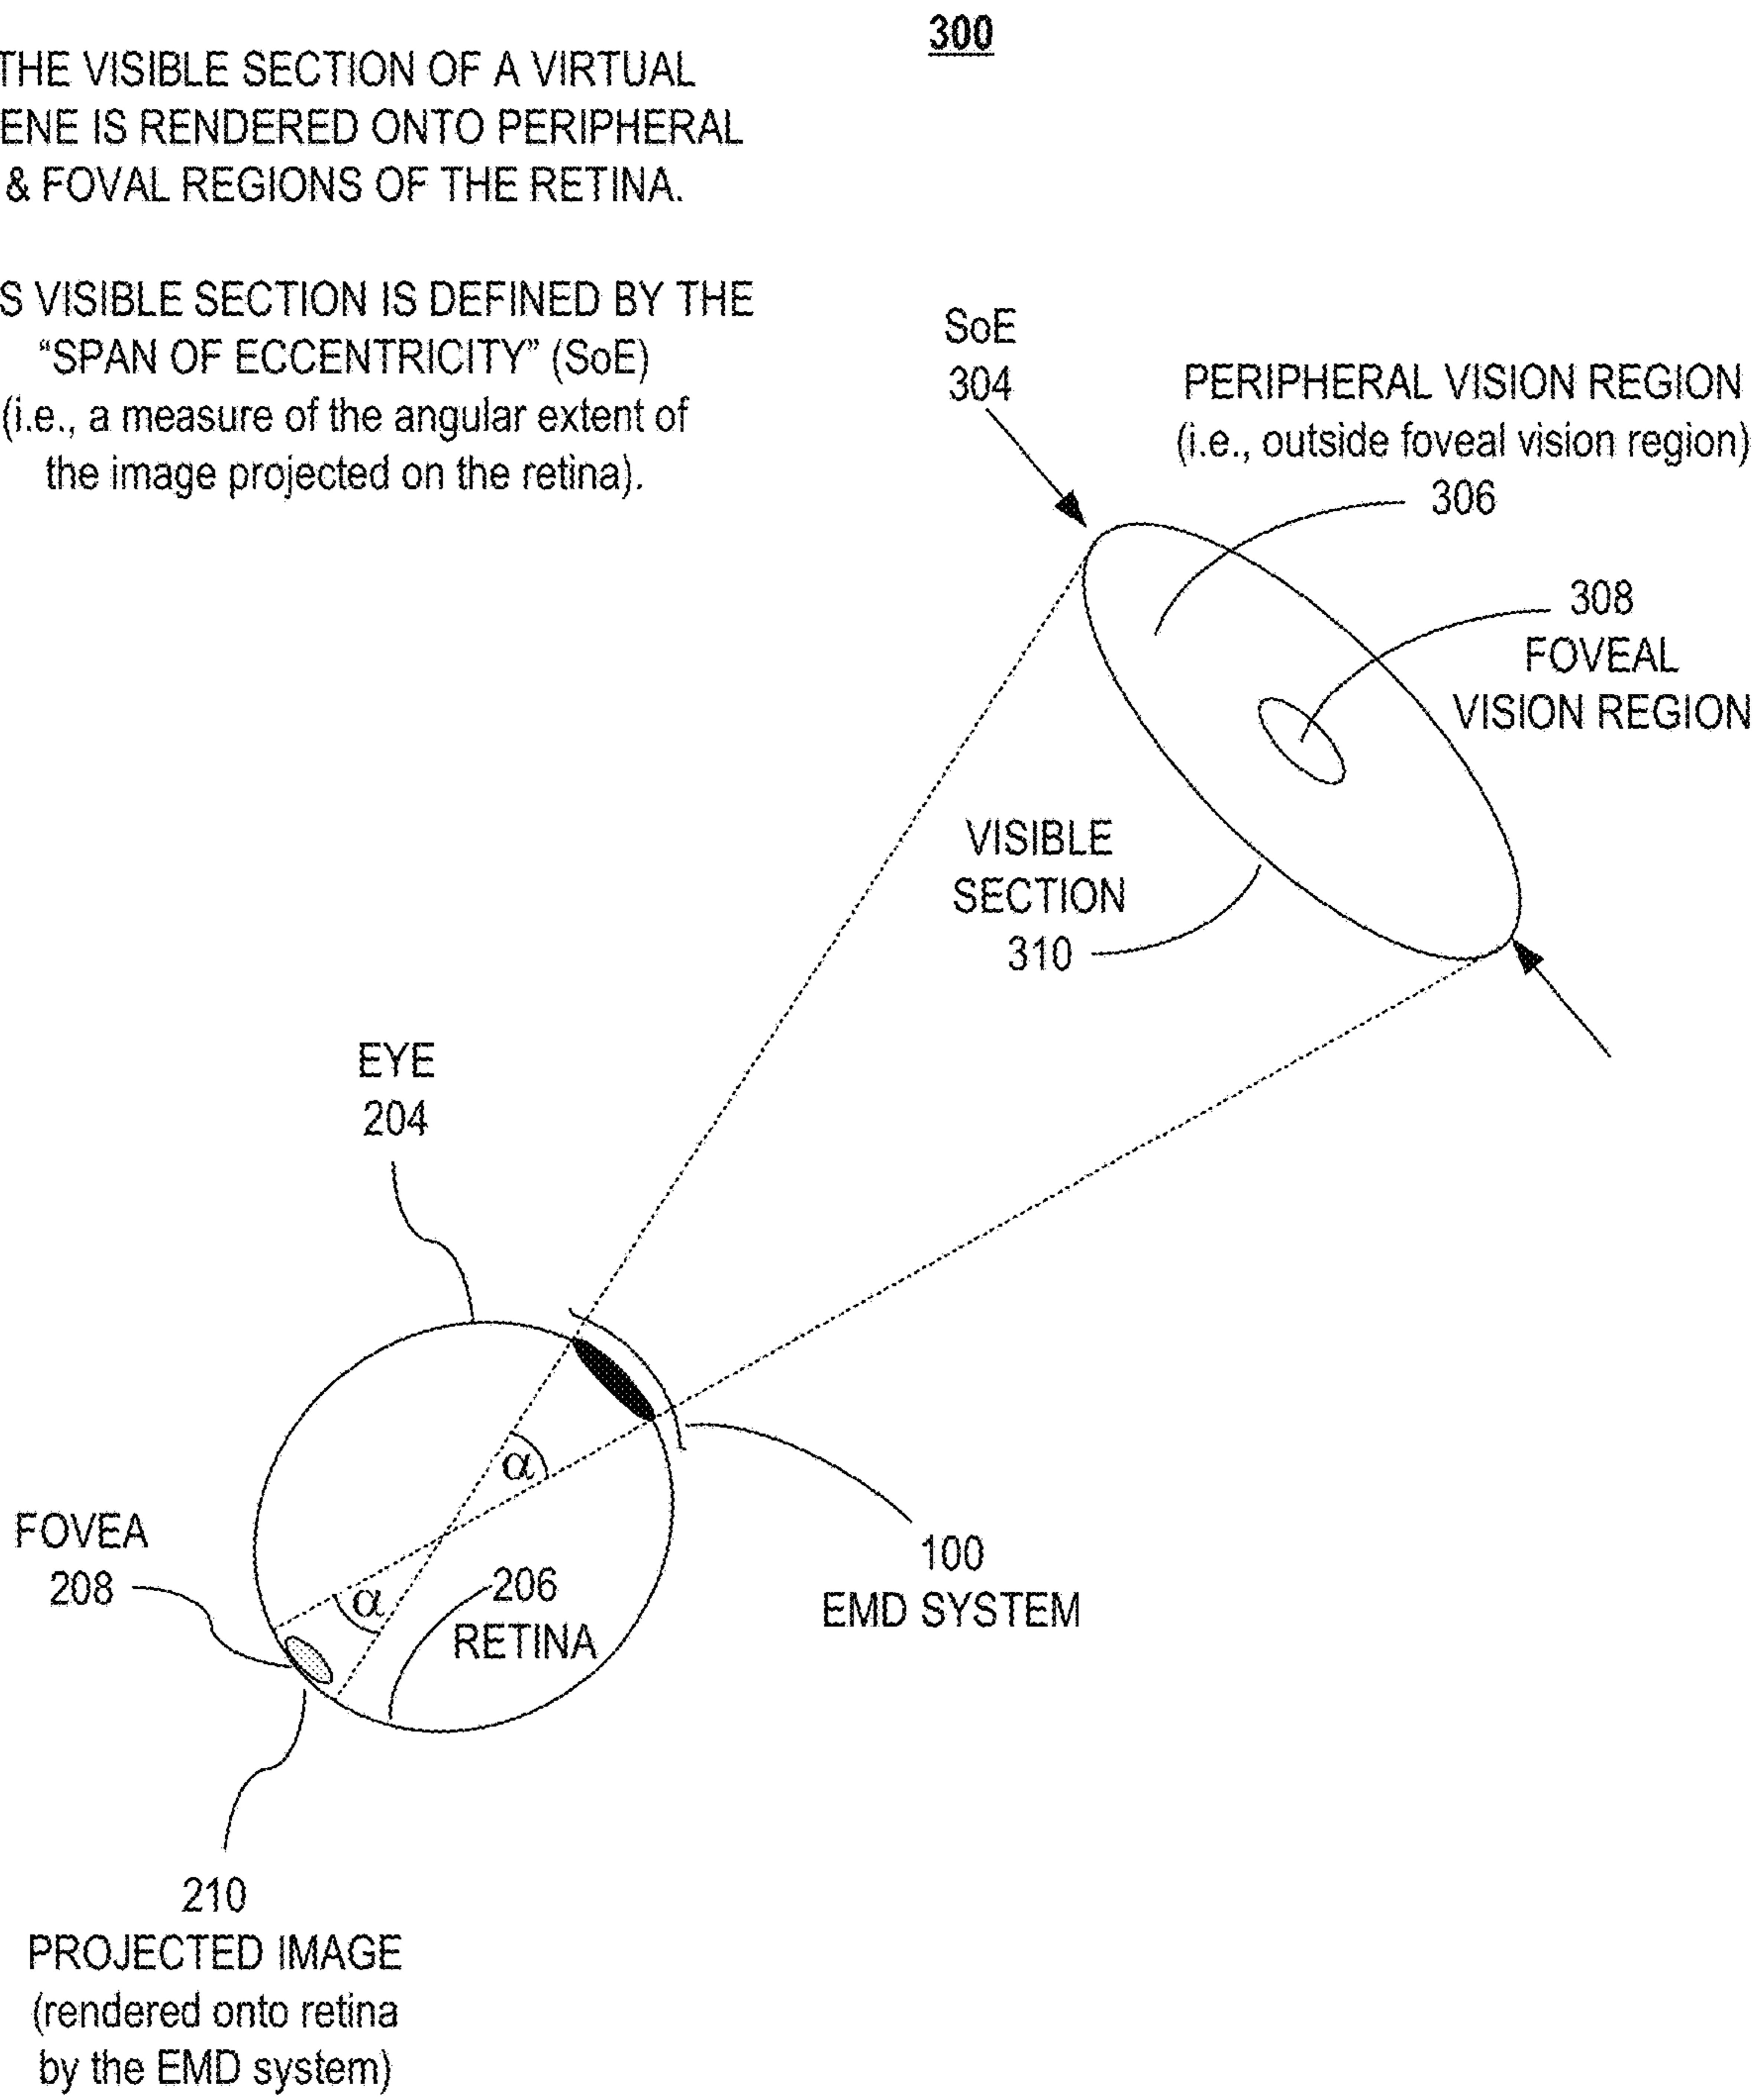 300
THE VISIBLE SECTION OF A VIRTUAL
ENE IS RENDERED ONTO PERIPHERAL
& FOVAL REGIONS OF THE RETINA.
S VISIBLE SECTION IS DEFINED BY THE
“SPAN OF ECCENTRICITY” (SoE)
(i.e., a measure of the angular extent of
the image projected on the retina).
SoE
304
PERIPHERAL VISION REGION
(i.e., outside foveal vision region)
306
308
FOVEAL
VISION REGION
VISIBLE
SECTION
310
EYE
204
α
FOVEA
208
α
206
RETINA
100
EMD SYSTEM
210
PROJECTED IMAGE
(rendered onto retina
by the EMD system)